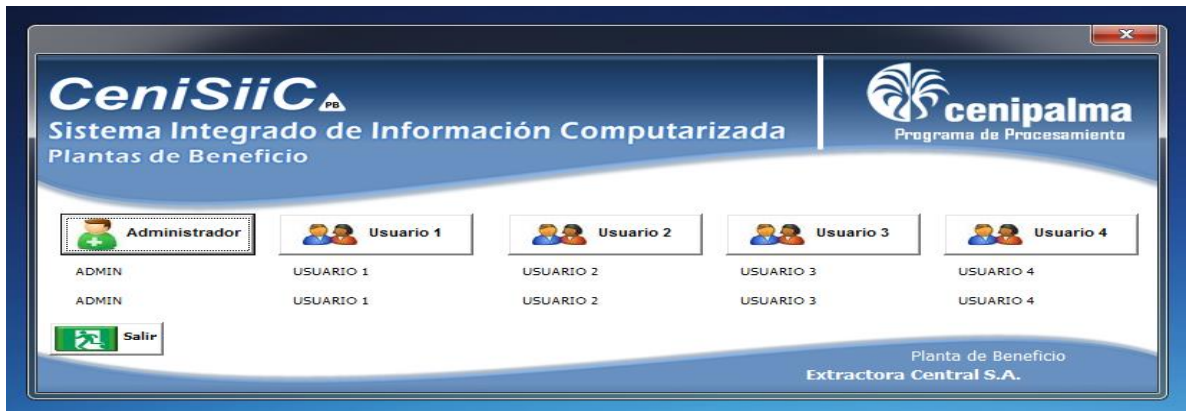 CeniSiiC PB
Sistema Integrado de Información Computarizada
Plantas de Beneficio
cenipalma
Programa de Procesamiento
Administrador Usuario 1 Usuario 2 Usuario 3 Usuario 4
ADMIN USUARIO 1 USUARIO 2 USUARIO 3 USUARIO 4
ADMIN USUARIO 1 USUARIO 2 USUARIO 3 USUARIO 4
Salir
Planta de Beneficio
Extractora Central S.A.